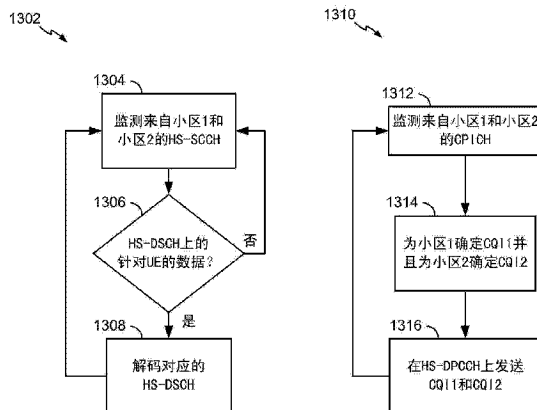 1302
1304
监测来自小区1和
小区2的HS-SCCH
1306
HS-DSCH上的
针对UE的数据?
否
是
1308
解码对应的
HS-DSCH
1310
1312
监测来自小区1和小区2
的CPICH
1314
为小区1确定CQI1并
且为小区2确定CQI2
1316
在HS-DPCCH上发送
CQI1和CQI2